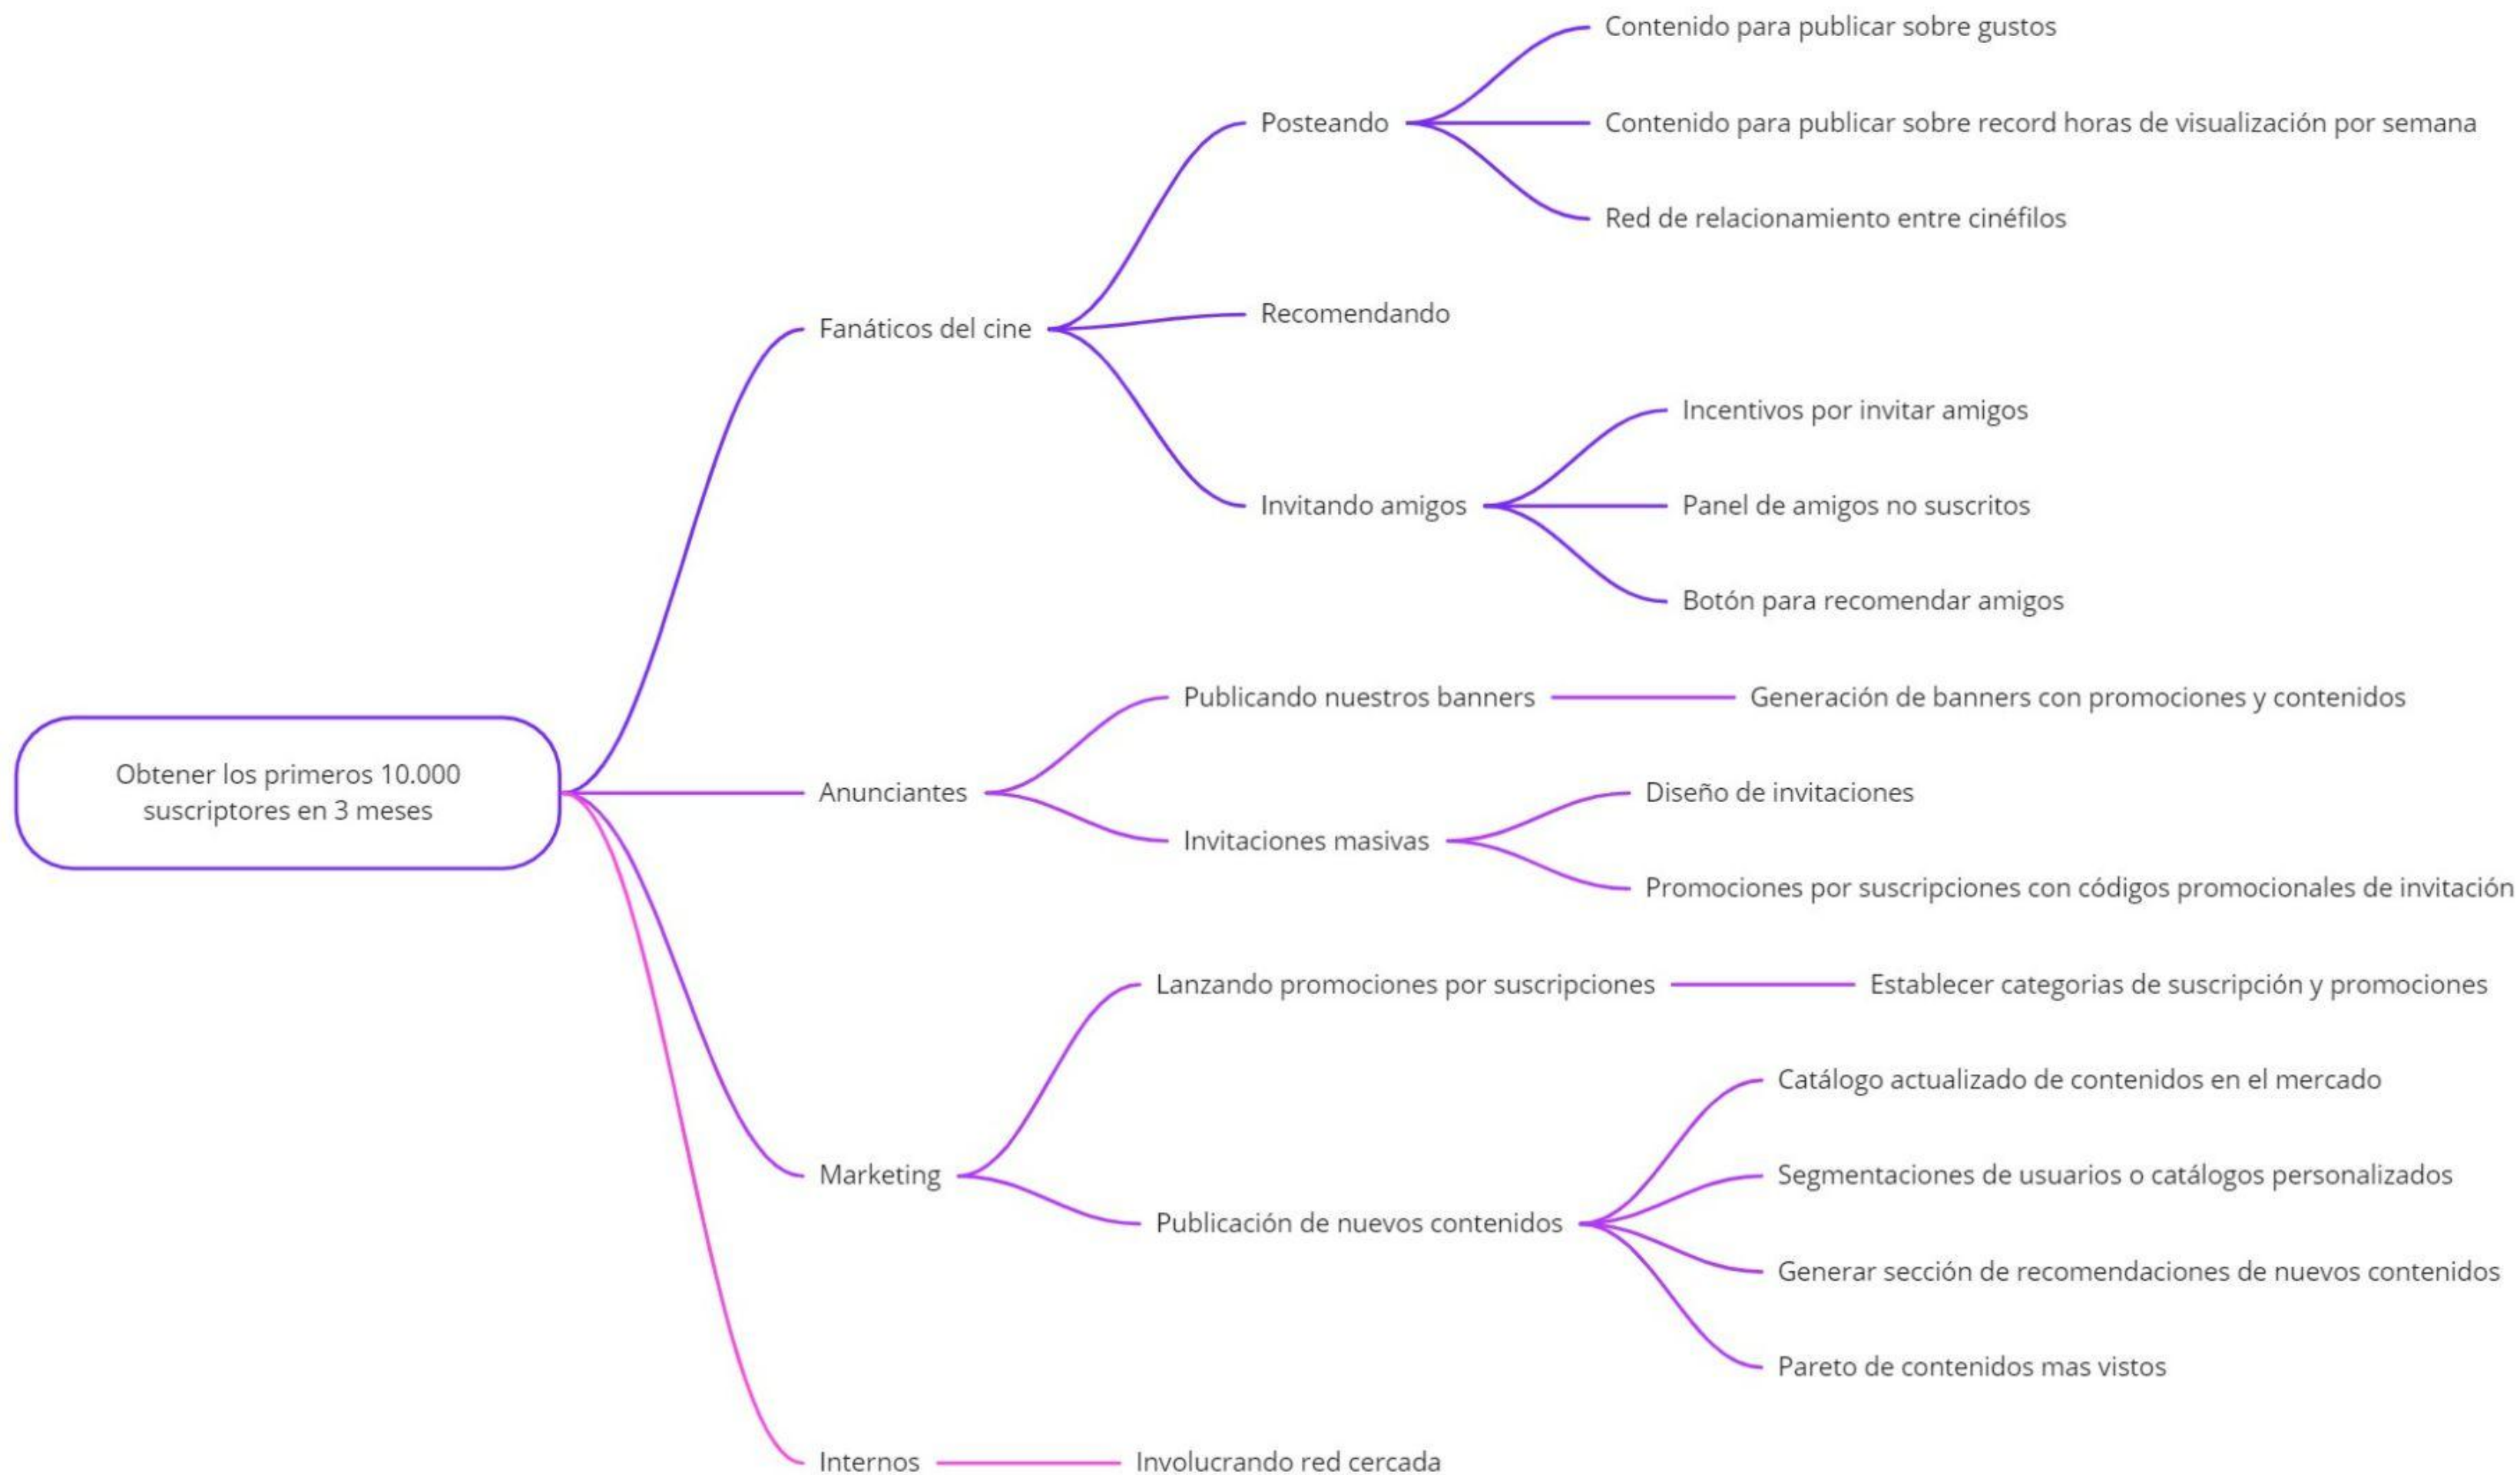 Contenido para publicar sobre gustos
Posteando
Contenido para publicar sobre record horas de visualización por semana
Red de relacionamiento entre cinéfilos
Fanáticos del cine
Recomendando
Incentivos por invitar amigos
Invitando amigos
Panel de amigos no suscritos
Botón para recomendar amigos
Obtener los primeros 10.000
suscriptores en 3 meses
Publicando nuestros banners
Generación de banners con promociones y contenidos
Anunciantes
Diseño de invitaciones
Invitaciones masivas
Promociones por suscripciones con códigos promocionales de invitación
Lanzando promociones por suscripciones
Establecer categorias de suscripción y promociones
Marketing
Catálogo actualizado de contenidos en el mercado
Segmentaciones de usuarios o catálogos personalizados
Publicación de nuevos contenidos
Generar sección de recomendaciones de nuevos contenidos
Pareto de contenidos mas vistos
Internos
Involucrando red cercada